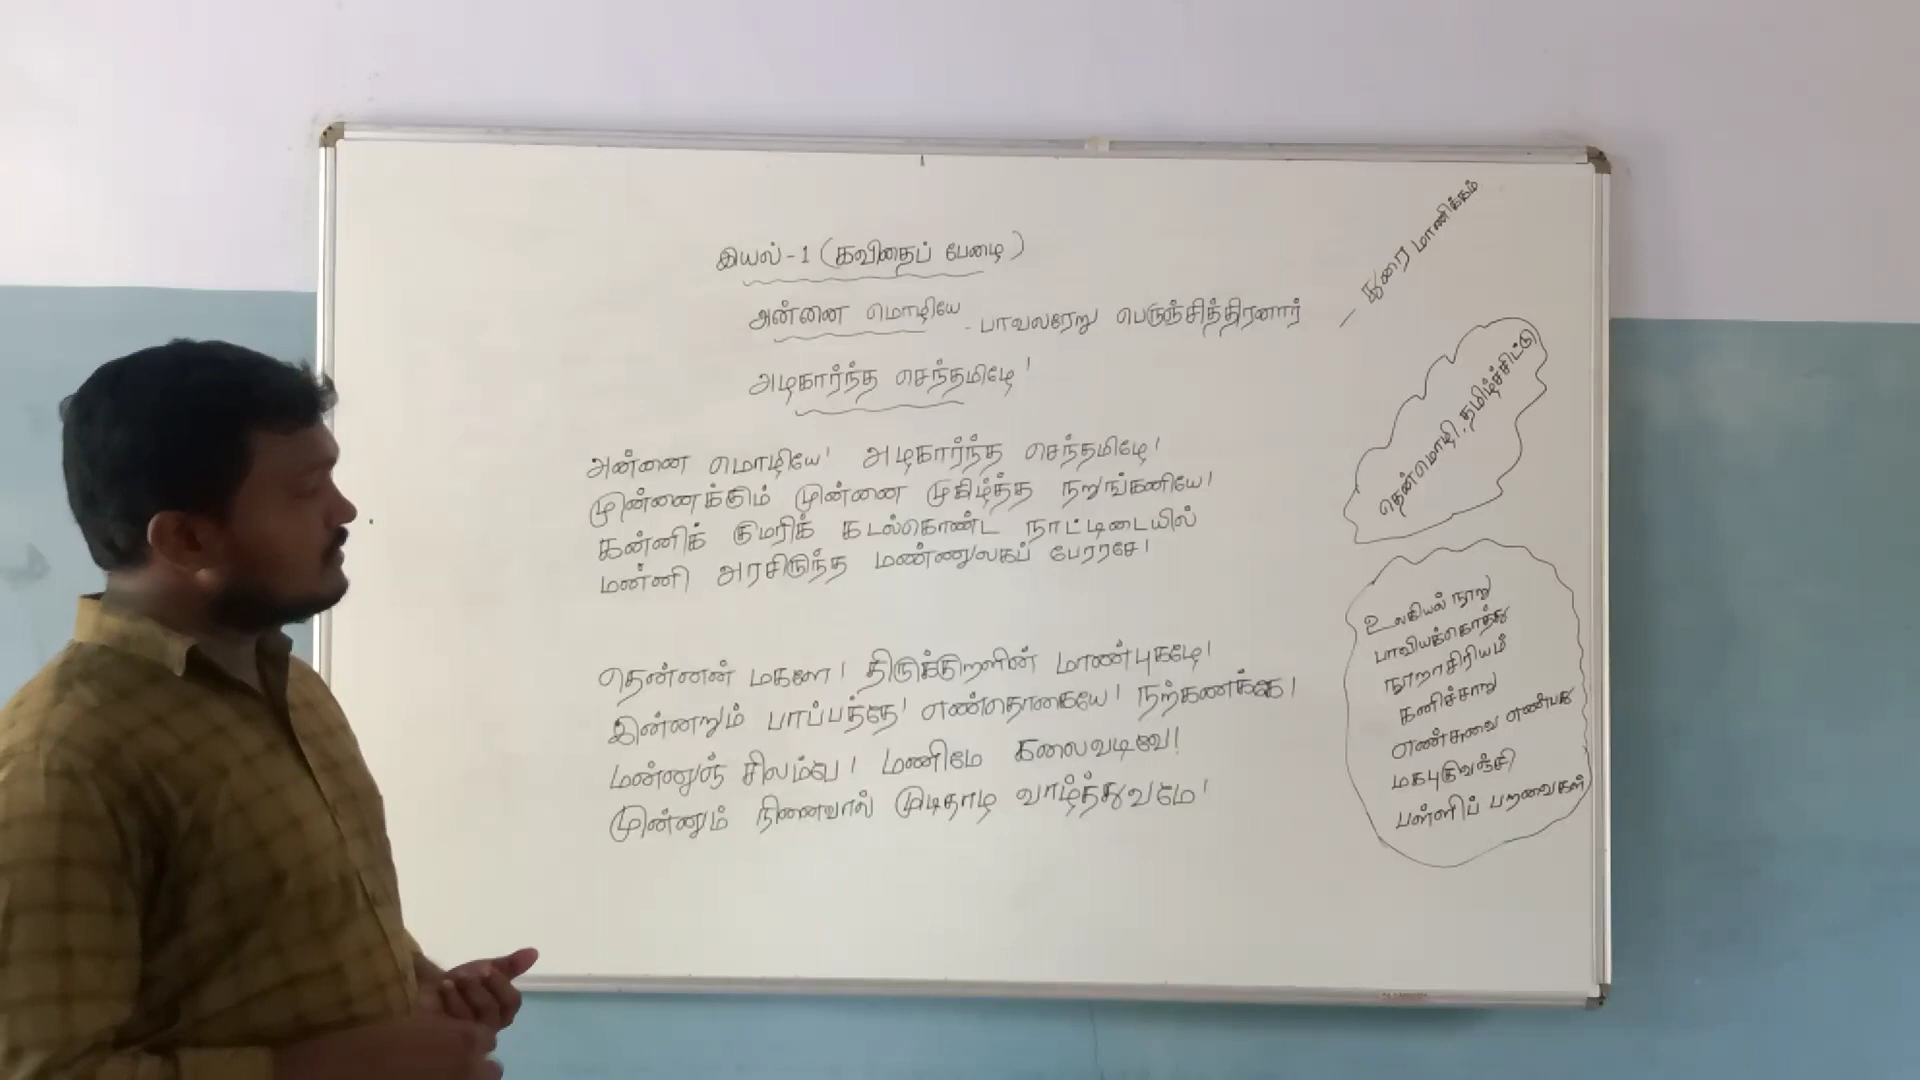 இயல் - 1 (கவிதைப் பேழை)
அன்னை மொழியே
- பாவலரேறு பெருஞ்சித்திரனார்
— துரை மாணிக்கம்
அழகார்ந்த செந்தமிழே!
அன்னை மொழியே! அழகார்ந்த செந்தமிழே!
முன்னைக்கும் முன்னை முகிழ்த்த நறுங்கனியே!
கன்னிக் குமரிக் கடல்கொண்ட நாட்டிடையில்
மண்ணி அரசிருந்த மண்ணுலகப் பேரரசே!
தென்னன் மகளே! திருக்குறளின் மாண்புகழே!
இன்னறும் பாப்பத்தே! எண்தொகையே! நற்கணக்கே!
மன்னுஞ் சிலம்பே! மணிமே கலைவடிவே!
முன்னும் நினைவால் முடிதாழ வாழ்த்துவமே!
தென்மொழி, தமிழ்ச்சிட்டு
உலகியல் நூறு
பாவியக்கொத்து
நூறாசிரியம்
கனிச்சாறு
எண்சுவை எண்பது
மகபுகுவஞ்சி
பள்ளிப் பறவைகள்